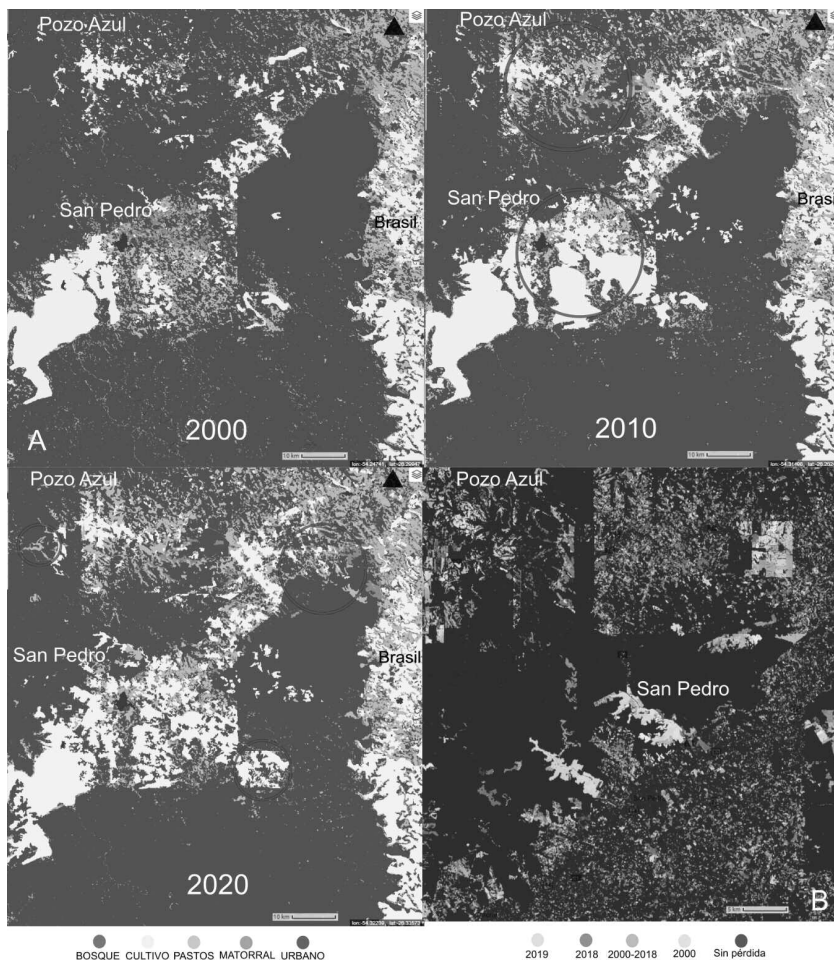 Pozo Azul
San Pedro
Brasil
A
2000
10 km
Pozo Azul
San Pedro
Brasil
2010
10 km
Pozo Azul
San Pedro
Brasil
2020
10 km
Pozo Azul
San Pedro
B
5 km
BOSQUE CULTIVO PASTOS MATORRAL URBANO
2019 2018 2000-2018 2000 Sin pérdida